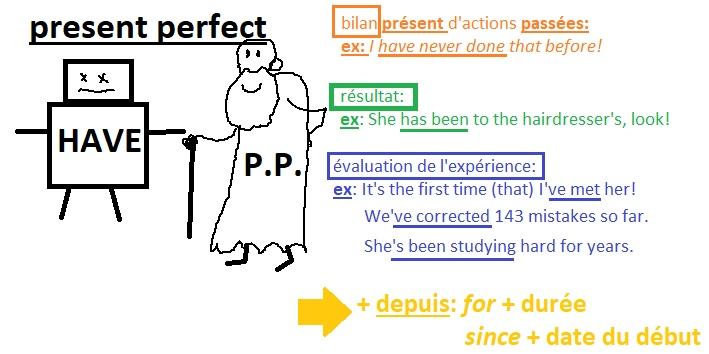 present perfect
HAVE
P.P.
bilan présent d'actions passées:
ex: I have never done that before!
résultat:
ex: She has been to the hairdresser's, look!
évaluation de l'expérience:
ex: It's the first time (that) I've met her!
We've corrected 143 mistakes so far.
She's been studying hard for years.
+ depuis: for + durée
since + date du début